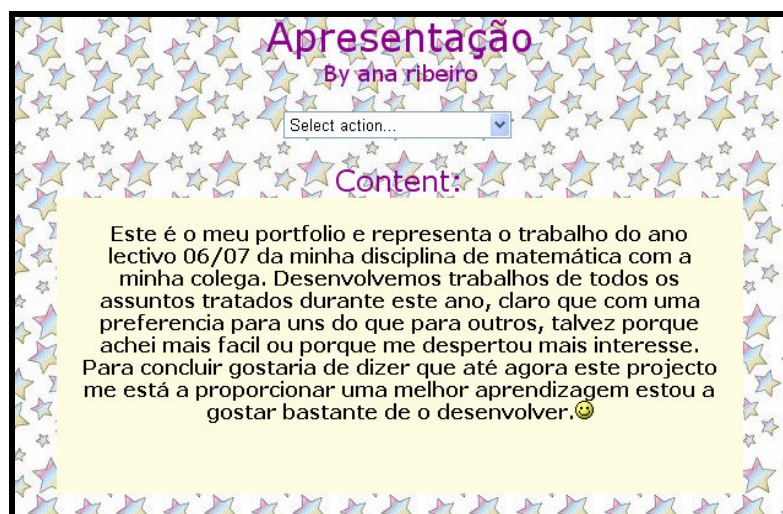 Apresentação
By ana ribeiro
Select action...
Content:
Este é o meu portfolio e representa o trabalho do ano
lectivo 06/07 da minha disciplina de matemática com a
minha colega. Desenvolvemos trabalhos de todos os
assuntos tratados durante este ano, claro que com uma
preferencia para uns do que para outros, talvez porque
achei mais facil ou porque me despertou mais interesse.
Para concluir gostaria de dizer que até agora este projecto
me está a proporcionar uma melhor aprendizagem estou a
gostar bastante de o desenvolver.